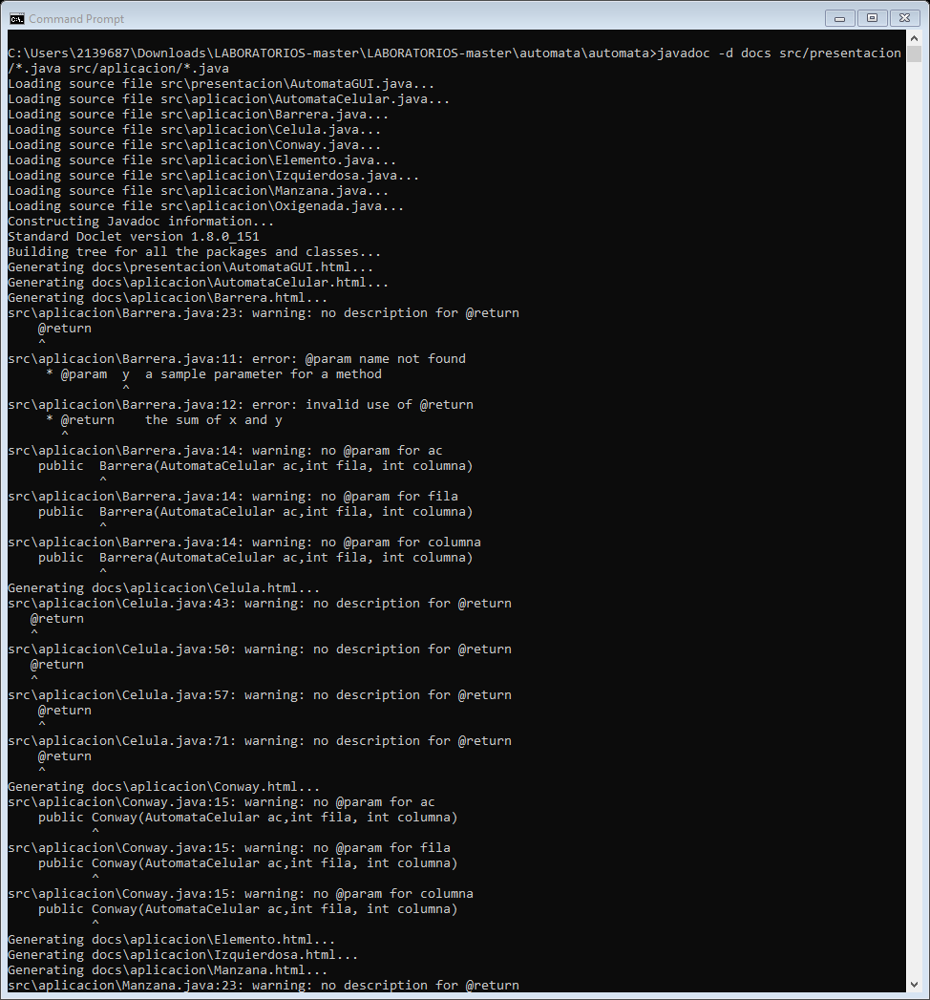 Command Prompt
C:\Users\2139687\Downloads\LABORATORIOS-master\LABORATORIOS-master\automata\automata>javadoc -d docs src/presentacion
/*.java src/aplicacion/*.java
Loading source file src\presentacion\AutomataGUI.java...
Loading source file src\aplicacion\AutomataCelular.java...
Loading source file src\aplicacion\Barrera.java...
Loading source file src\aplicacion\Celula.java...
Loading source file src\aplicacion\Conway.java...
Loading source file src\aplicacion\Elemento.java...
Loading source file src\aplicacion\Izquierdosa.java...
Loading source file src\aplicacion\Manzana.java...
Loading source file src\aplicacion\Oxigenada.java...
Constructing Javadoc information...
Standard Doclet version 1.8.0_151
Building tree for all the packages and classes...
Generating docs\presentacion\AutomataGUI.html...
Generating docs\aplicacion\AutomataCelular.html...
Generating docs\aplicacion\Barrera.html...
src\aplicacion\Barrera.java:23: warning: no description for @return
    @return
    ^
src\aplicacion\Barrera.java:11: error: @param name not found
     * @param  y  a sample parameter for a method
               ^
src\aplicacion\Barrera.java:12: error: invalid use of @return
     * @return    the sum of x and y
       ^
src\aplicacion\Barrera.java:14: warning: no @param for ac
    public  Barrera(AutomataCelular ac,int fila, int columna)
            ^
src\aplicacion\Barrera.java:14: warning: no @param for fila
    public  Barrera(AutomataCelular ac,int fila, int columna)
            ^
src\aplicacion\Barrera.java:14: warning: no @param for columna
    public  Barrera(AutomataCelular ac,int fila, int columna)
            ^
Generating docs\aplicacion\Celula.html...
src\aplicacion\Celula.java:43: warning: no description for @return
   @return
   ^
src\aplicacion\Celula.java:50: warning: no description for @return
   @return
   ^
src\aplicacion\Celula.java:57: warning: no description for @return
    @return
    ^
src\aplicacion\Celula.java:71: warning: no description for @return
    @return
    ^
Generating docs\aplicacion\Conway.html...
src\aplicacion\Conway.java:15: warning: no @param for ac
    public Conway(AutomataCelular ac,int fila, int columna)
           ^
src\aplicacion\Conway.java:15: warning: no @param for fila
    public Conway(AutomataCelular ac,int fila, int columna)
           ^
src\aplicacion\Conway.java:15: warning: no @param for columna
    public Conway(AutomataCelular ac,int fila, int columna)
           ^
Generating docs\aplicacion\Elemento.html...
Generating docs\aplicacion\Izquierdosa.html...
Generating docs\aplicacion\Manzana.html...
src\aplicacion\Manzana.java:23: warning: no description for @return